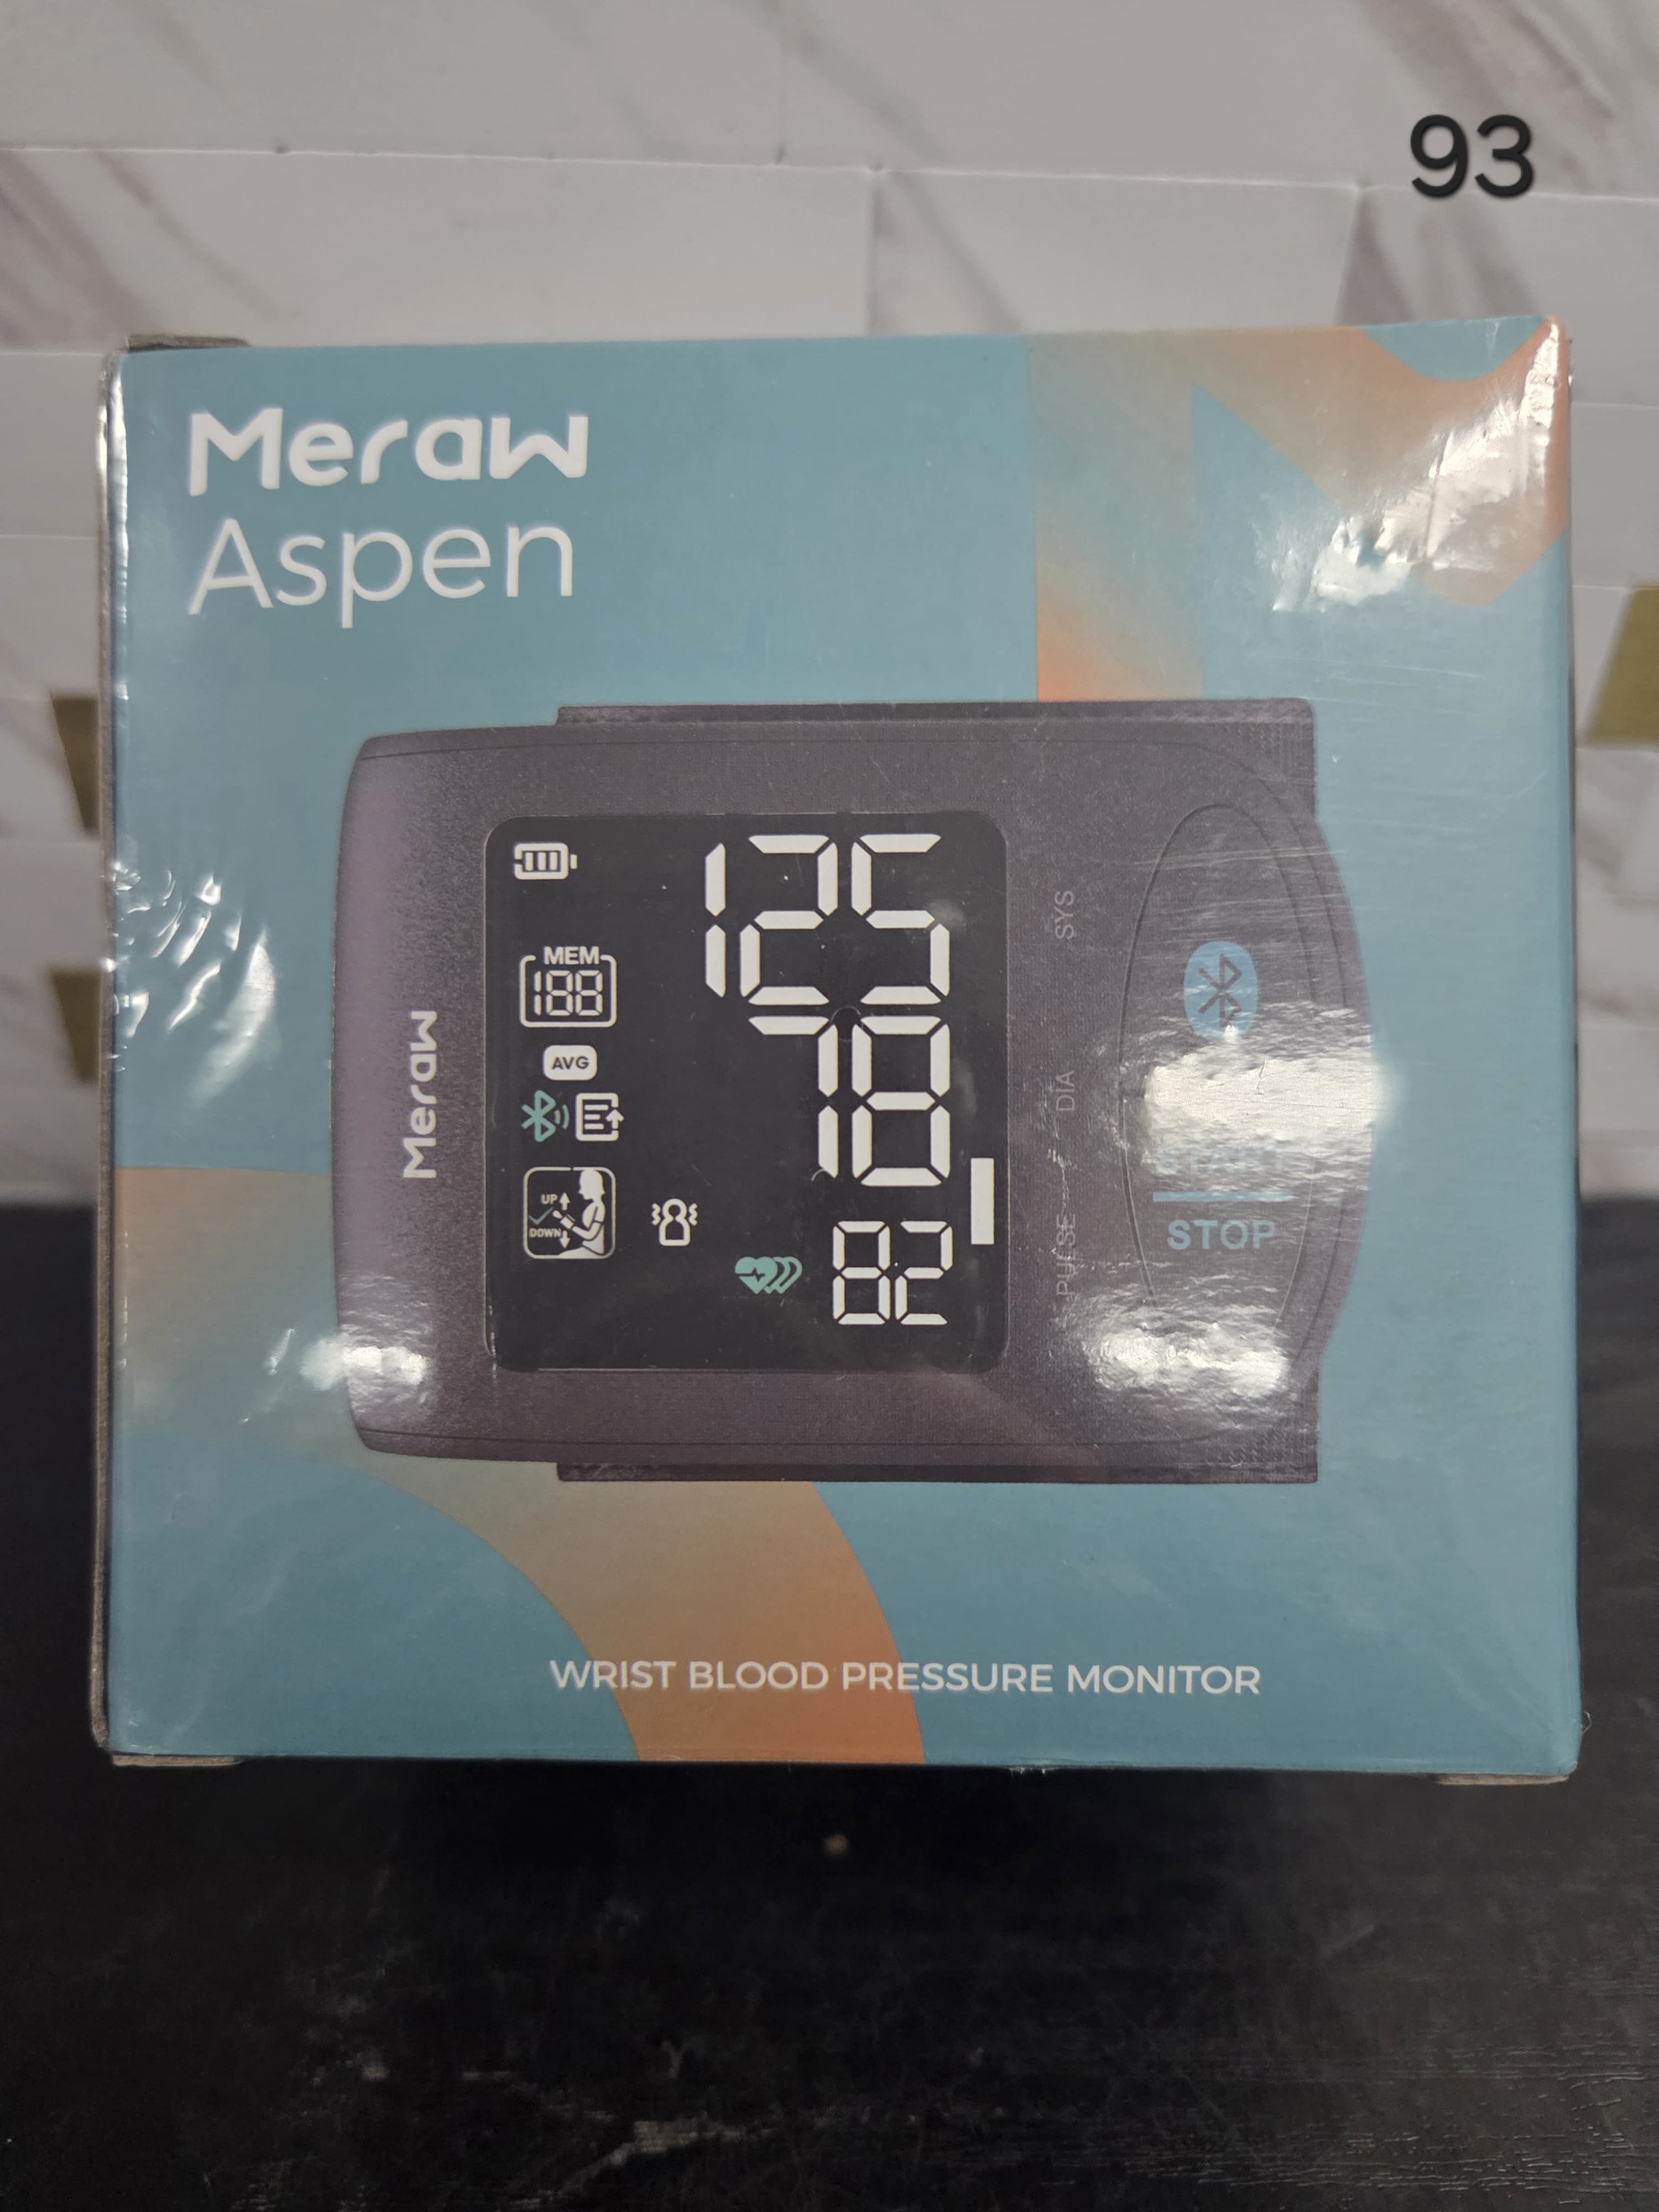 93
Meraw
Aspen
125
SYS
MEM
188
AVG
78
DIA
Meraw
UP
DOWN
82
PULSE
START
STOP
WRIST BLOOD PRESSURE MONITOR